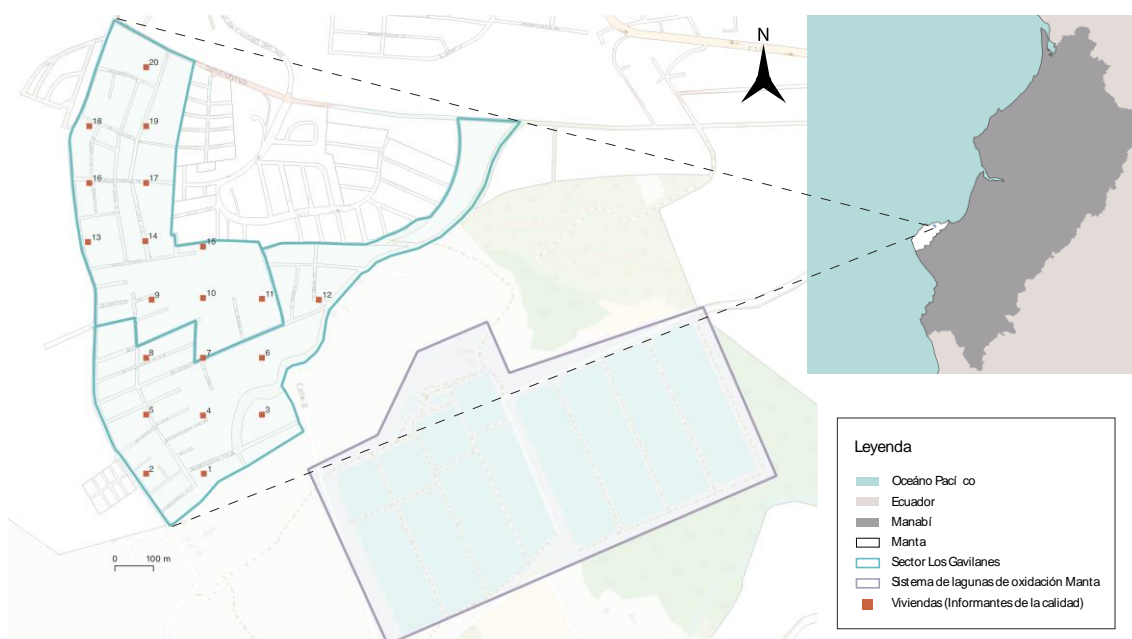 N
20
18
19
16
17
13
14
15
9
10
11
12
8
7
6
5
4
3
2
1
0 100 m
Leyenda
Océano Pací co
Ecuador
Manabí
Manta
Sector Los Gavilanes
Sistema de lagunas de oxidación Manta
Viviendas (Informantes de la calidad)